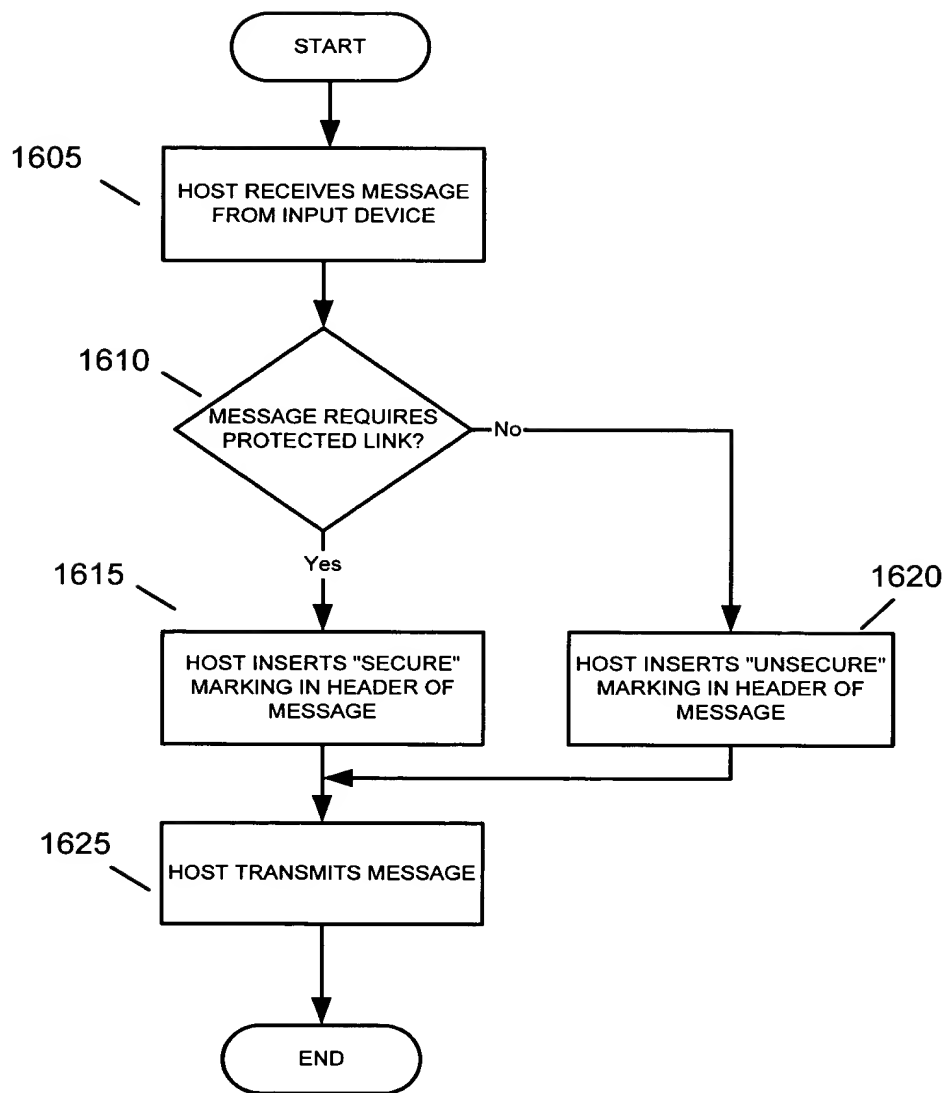 START
1605
HOST RECEIVES MESSAGE
FROM INPUT DEVICE
1610
MESSAGE REQUIRES
PROTECTED LINK?
No
Yes
1615
HOST INSERTS "SECURE"
MARKING IN HEADER OF
MESSAGE
1620
HOST INSERTS "UNSECURE"
MARKING IN HEADER OF
MESSAGE
1625
HOST TRANSMITS MESSAGE
END